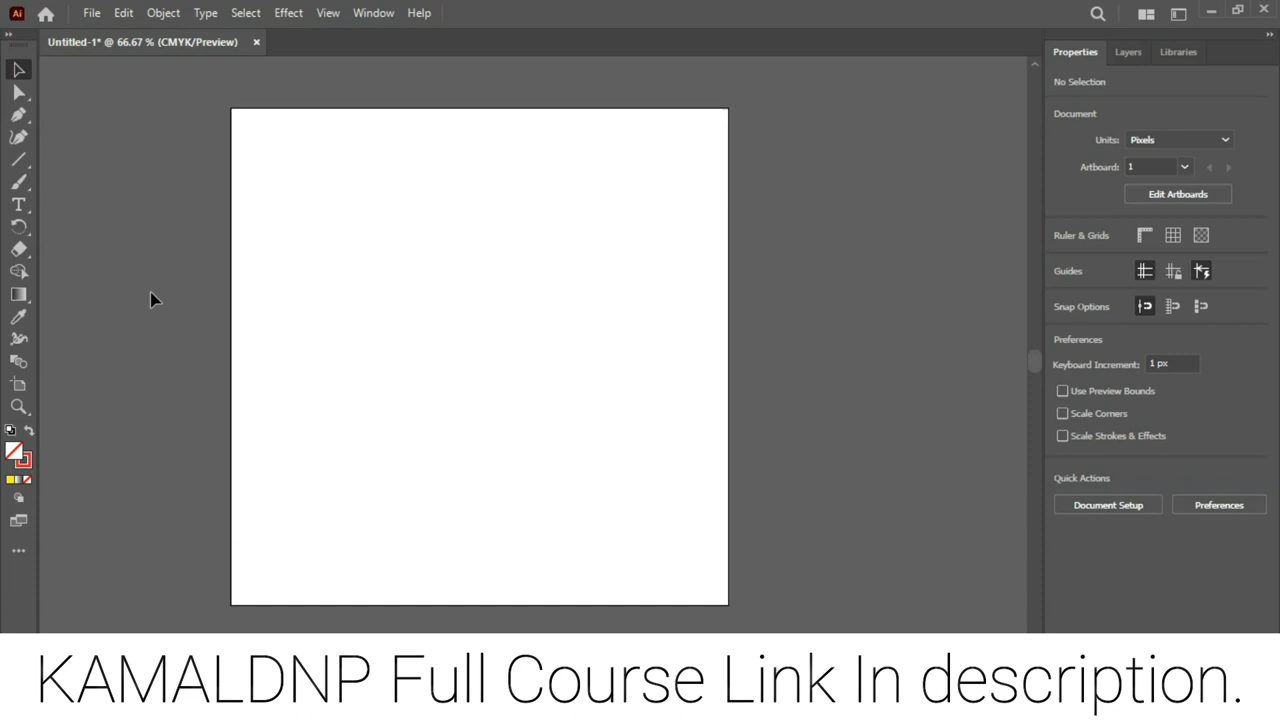 Ai File Edit Object Type Select Effect View Window Help
Untitled-1* @ 66.67 % (CMYK/Preview) ×
Properties Layers Libraries
No Selection
Document
Units: Pixels
Artboard: 1
Edit Artboards
Ruler & Grids
Guides
Snap Options
Preferences
Keyboard Increment: 1 px
Use Preview Bounds
Scale Corners
Scale Strokes & Effects
Quick Actions
Document Setup Preferences
KAMALDNP Full Course Link In description.